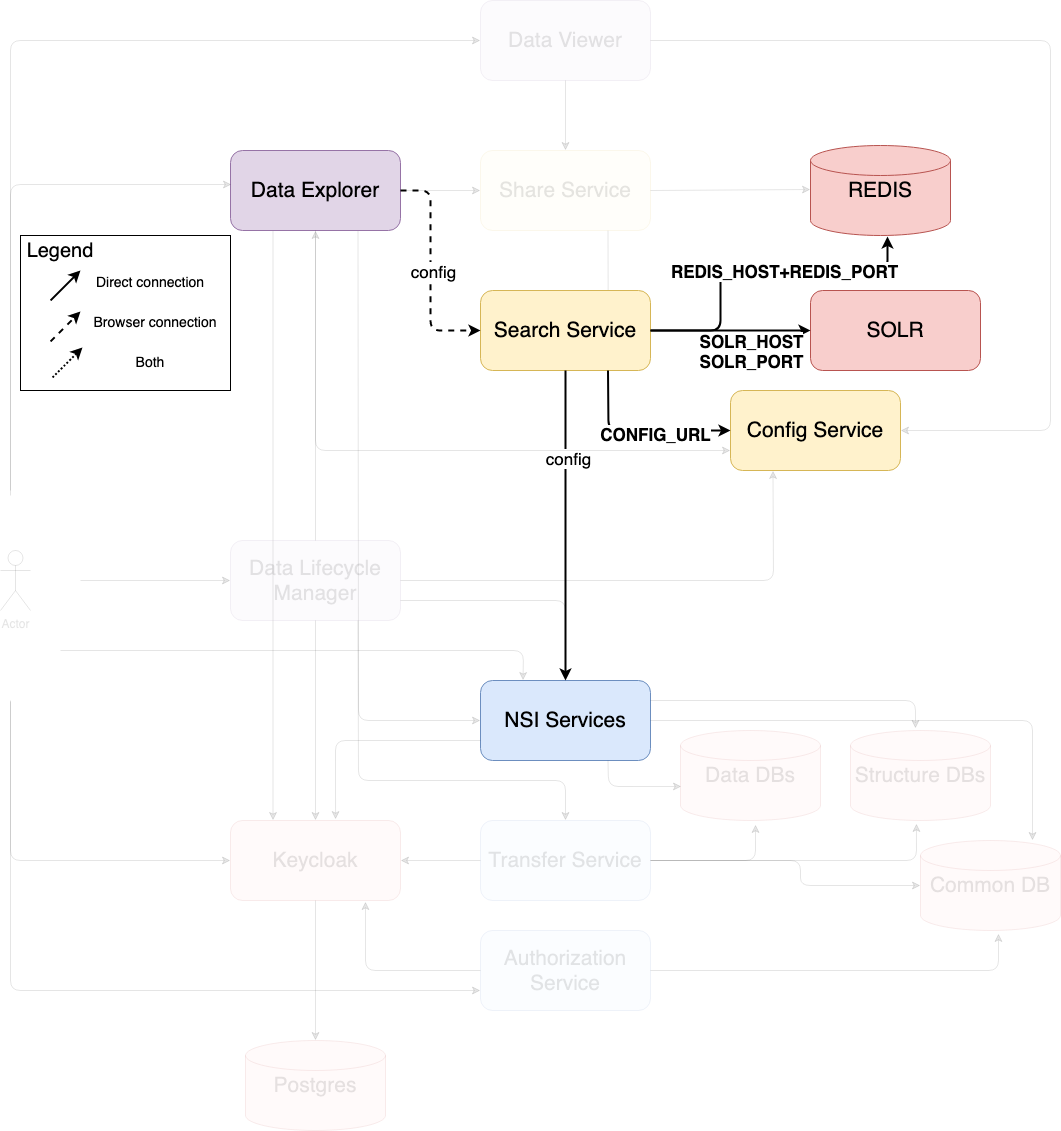 Data Viewer
Data Explorer
Share Service
REDIS
Legend
Direct connection
Browser connection
Both
config
REDIS_HOST+REDIS_PORT
Search Service
SOLR_HOST
SOLR_PORT
SOLR
CONFIG_URL
Config Service
config
Data Lifecycle
Manager
Actor
NSI Services
Data DBs
Structure DBs
Keycloak
Transfer Service
Common DB
Authorization
Service
Postgres